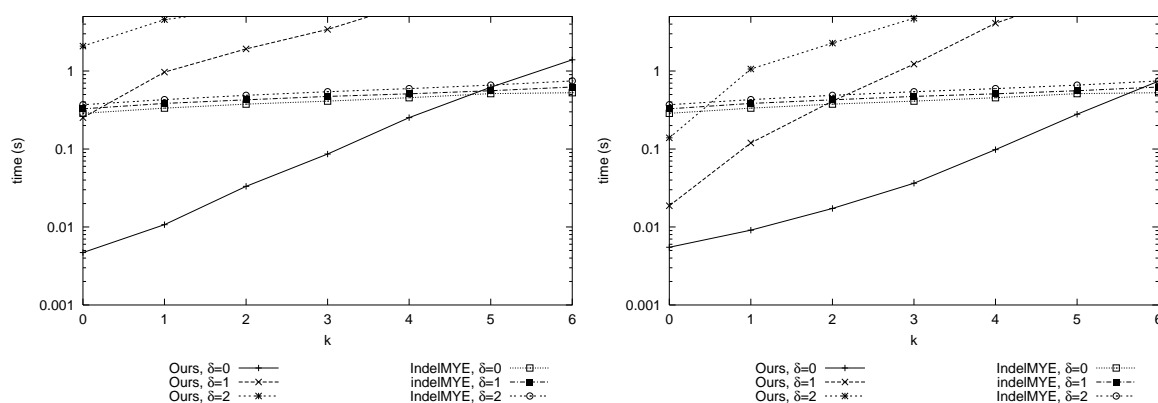 1
0.1
0.01
0.001
time (s)
0 1 2 3 4 5 6
k
Ours, δ=0
Ours, δ=1
Ours, δ=2
IndelMYE, δ=0
indelMYE, δ=1
IndelMYE, δ=2
1
0.1
0.01
0.001
time (s)
0 1 2 3 4 5 6
k
Ours, δ=0
Ours, δ=1
Ours, δ=2
IndelMYE, δ=0
indelMYE, δ=1
IndelMYE, δ=2